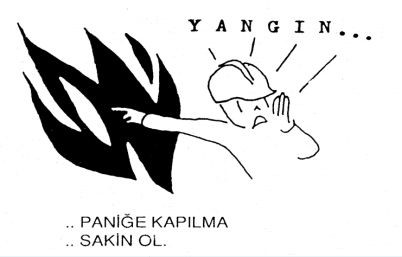 YANGIN...
.. PANİĞE KAPILMA
.. SAKİN OL.